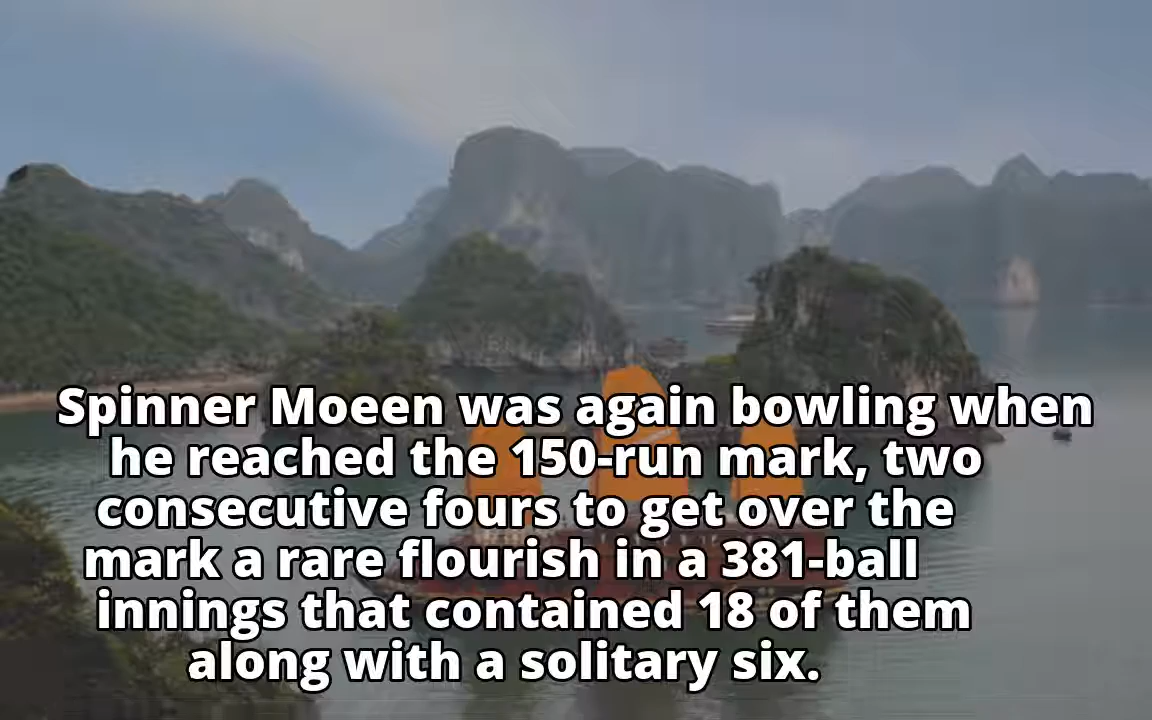 Spinner Moeen was again bowling when
he reached the 150-run mark, two
consecutive fours to get over the
mark a rare flourish in a 381-ball
innings that contained 18 of them
along with a solitary six.